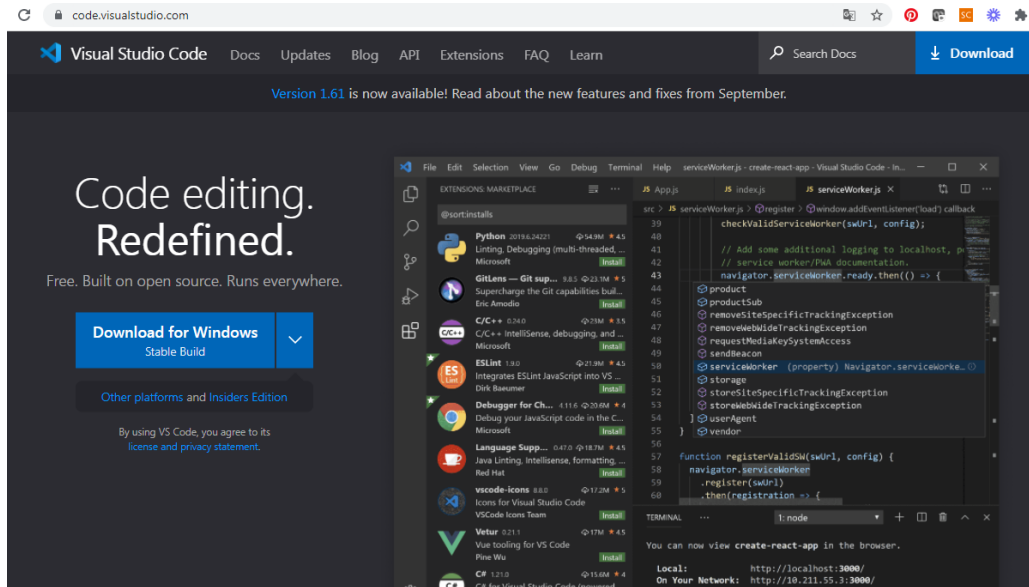 code.visualstudio.com
Visual Studio Code Docs Updates Blog API Extensions FAQ Learn Search Docs Download
Version 1.61 is now available! Read about the new features and fixes from September.
Code editing.
Redefined.
Free. Built on open source. Runs everywhere.
Download for Windows
Stable Build
Other platforms and Insiders Edition
By using VS Code, you agree to its
license and privacy statement.
File Edit Selection View Go Debug Terminal Help serviceWorker.js - create-react-app - Visual Studio Code - In...
EXTENSIONS: MARKETPLACE
@sort:installs
Python 2019.6.24221 54.9M 4.5
Linting, Debugging (multi-threaded, ...
Microsoft Install
GitLens — Git sup... 9.8.5 23.1M 5
Supercharge the Git capabilities buil...
Eric Amodio Install
C/C++ 0.24.0 23M 3.5
C/C++ IntelliSense, debugging, and ...
Microsoft Install
ESLint 1.9.0 21.9M 4.5
Integrates ESLint JavaScript into VS ...
Dirk Baeumer Install
Debugger for Ch... 4.11.6 20.6M 4
Debug your JavaScript code in the C...
Microsoft Install
Language Supp... 0.47.0 18.7M 4.5
Java Linting, Intellisense, formatting, ...
Red Hat Install
vscode-icons 8.8.0 17.2M 5
Icons for Visual Studio Code
VSCode Icons Team Install
Vetur 0.21.1 17M 4.5
Vue tooling for VS Code
Pine Wu Install
C# 1.21.0 15.6M 4
JS App.js JS index.js JS serviceWorker.js
src > JS serviceWorker.js > register > window.addEventListener('load') callback
39 checkValidServiceWorker(swUrl, config);
40
41 // Add some additional logging to localhost, p
42 // service worker/PWA documentation.
43 navigator.serviceWorker.ready.then(() => {
44 product
45 productSub
46 removeSiteSpecificTrackingException
47 removeWebWideTrackingException
48 requestMediaKeySystemAccess
49 sendBeacon
50 serviceWorker (property) Navigator.serviceWorke...
51 storage
52 storeSiteSpecificTrackingException
53 storeWebWideTrackingException
54 } userAgent
55 } vendor
56
57 function registerValidSW(swUrl, config) {
58 navigator.serviceWorker
59 .register(swUrl)
60 .then(registration => {
TERMINAL ... 1: node
You can now view create-react-app in the browser.
Local: http://localhost:3000/
On Your Network: http://10.211.55.3:3000/